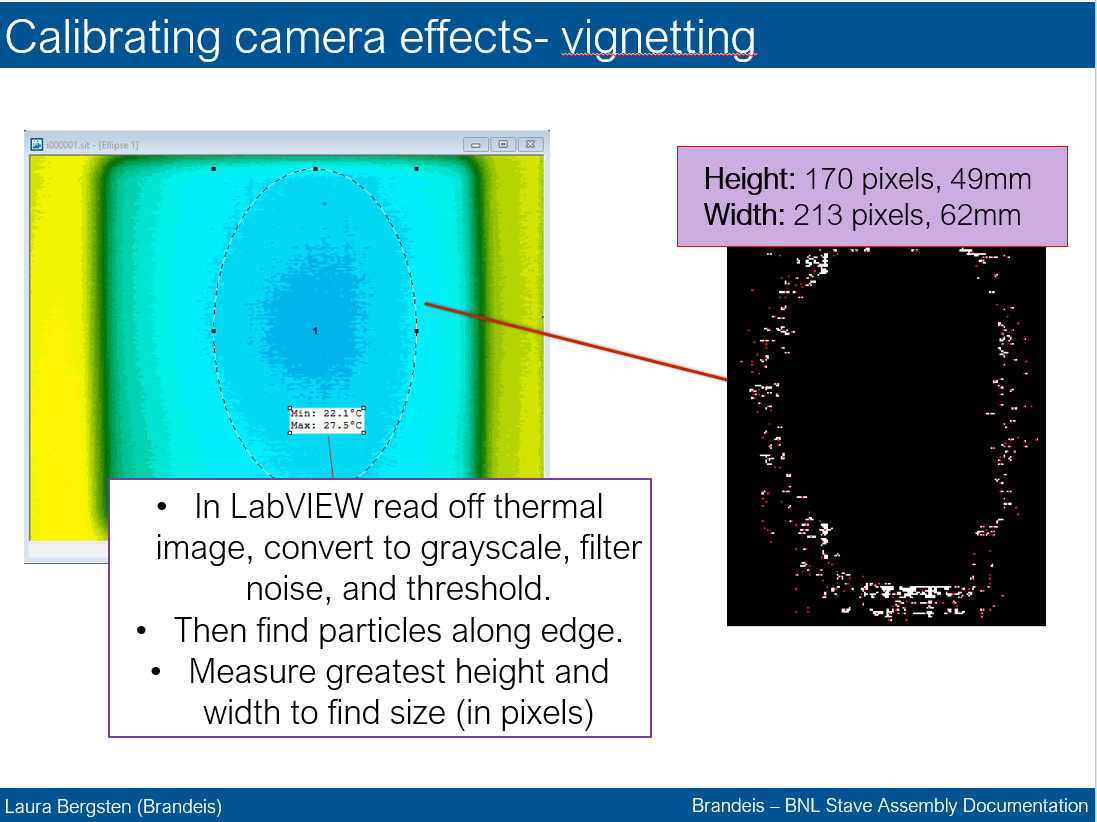 Calibrating camera effects- vignetting
i000001.sit - [Ellipse 1]
1
Min: 22.1°C
Max: 27.5°C
Height: 170 pixels, 49mm
Width: 213 pixels, 62mm
• In LabVIEW read off thermal
image, convert to grayscale, filter
noise, and threshold.
• Then find particles along edge.
• Measure greatest height and
width to find size (in pixels)
Laura Bergsten (Brandeis)
Brandeis – BNL Stave Assembly Documentation